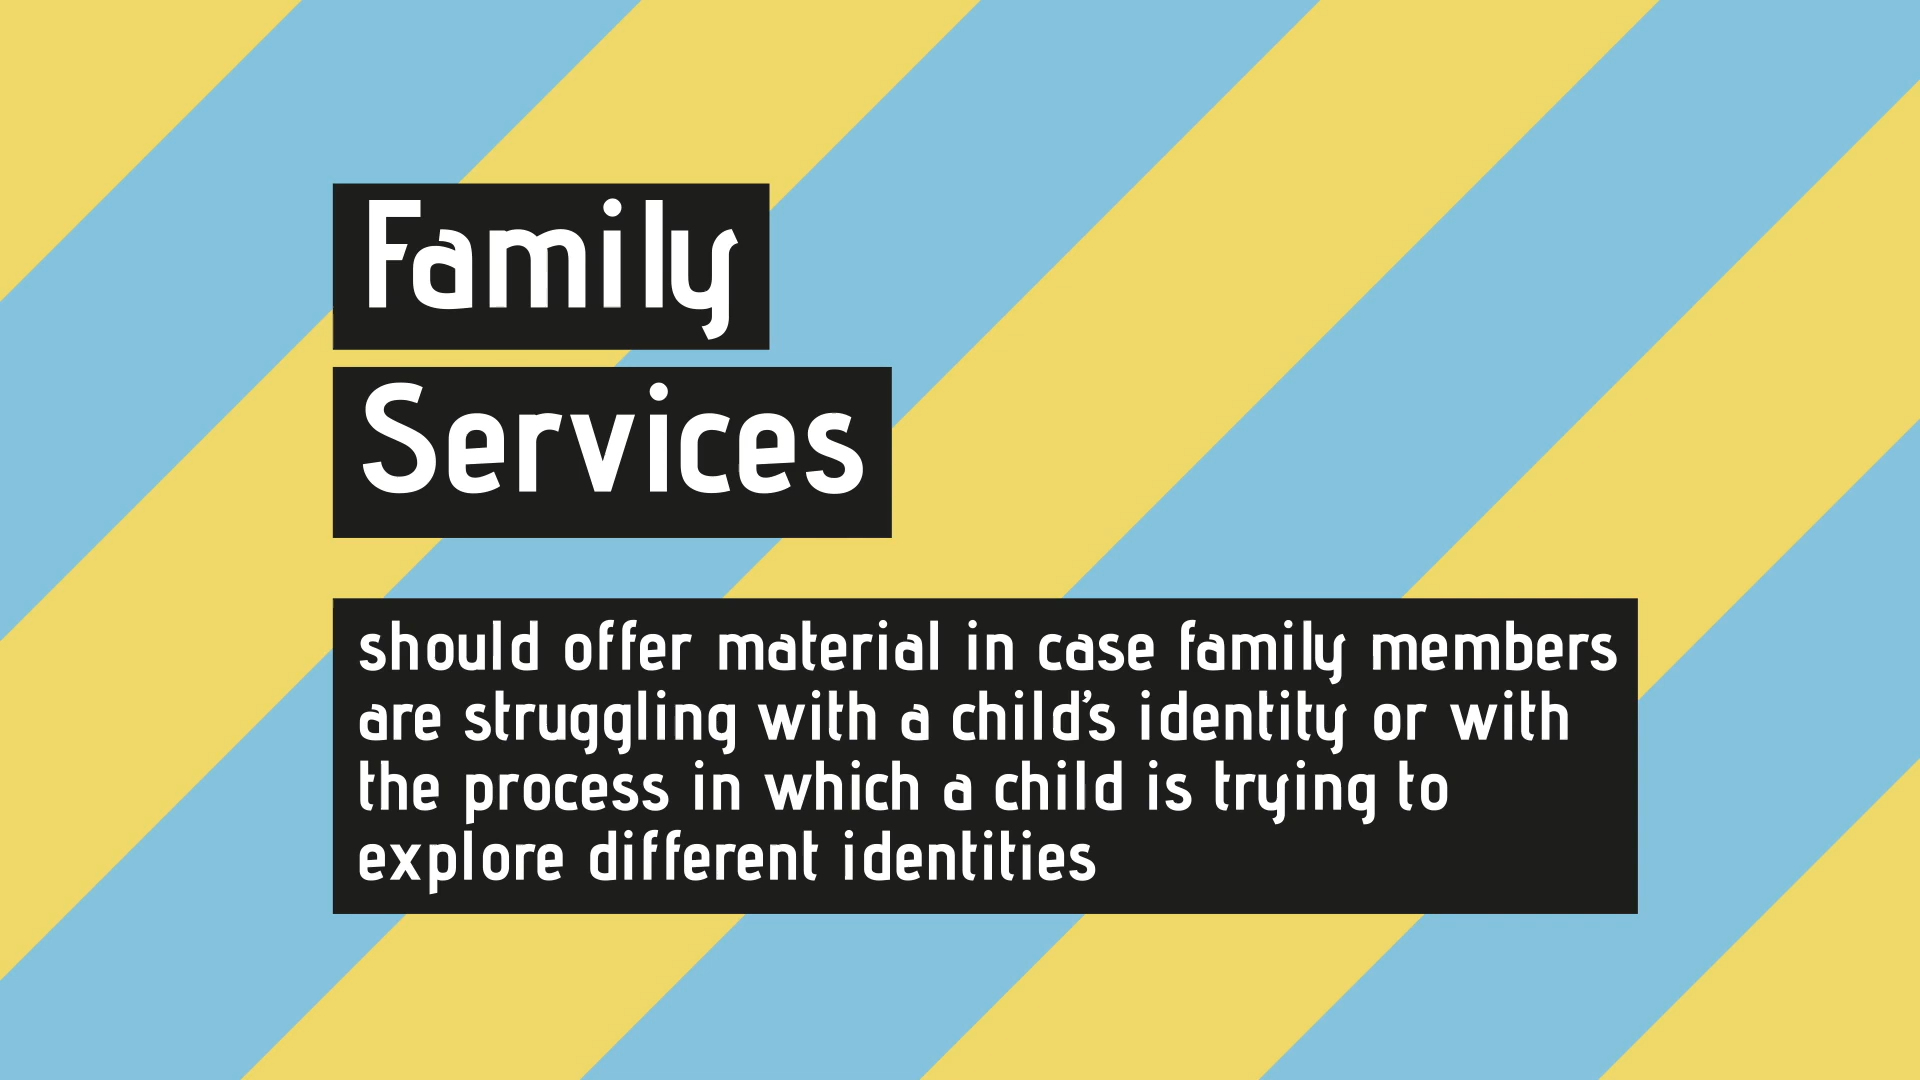 Family
Services
should offer material in case family members
are struggling with a child's identity or with
the process in which a child is trying to
explore different identities